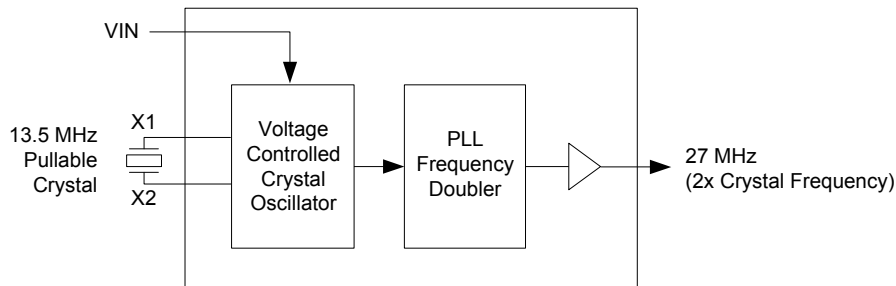 VIN
13.5 MHz
Pullable
Crystal
X1
X2
Voltage
Controlled
Crystal
Oscillator
PLL
Frequency
Doubler
27 MHz
(2x Crystal Frequency)